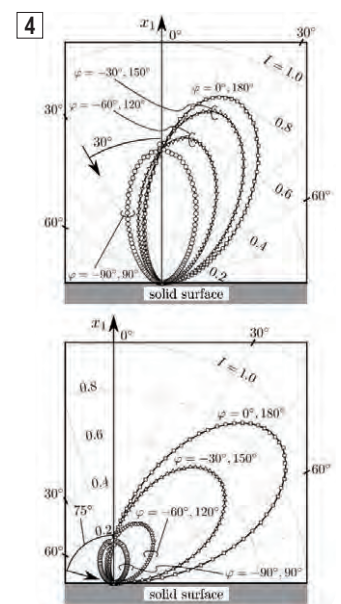 4
x₁
0°
30°
I = 1.0
φ = −30°, 150°
φ = 0°, 180°
φ = −60°, 120°
30°
0.8
30°
0.6
60°
60°
0.4
φ = −90°, 90°
0.2
solid surface
x₁
0°
30°
I = 1.0
0.8
φ = 0°, 180°
0.6
φ = −30°, 150°
60°
0.4
30°
75°
φ = −60°, 120°
0.2
60°
φ = −90°, 90°
solid surface